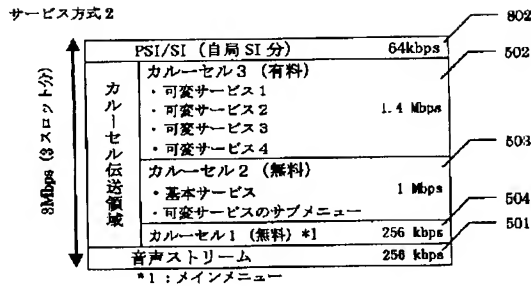 サービス方式2
PSI/SI (自局SI分) 64kbps
802
カルーセル3 (有料)
502
・可変サービス1
・可変サービス2
1.4 Mbps
・可変サービス3
・可変サービス4
カルーセル伝送領域
3Mbps (3スロット分)
カルーセル2 (無料)
503
・基本サービス
1 Mbps
・可変サービスのサブメニュー
504
カルーセル1 (無料) *1 256 kbps
501
音声ストリーム 256 kbps
*1:メインメニュー